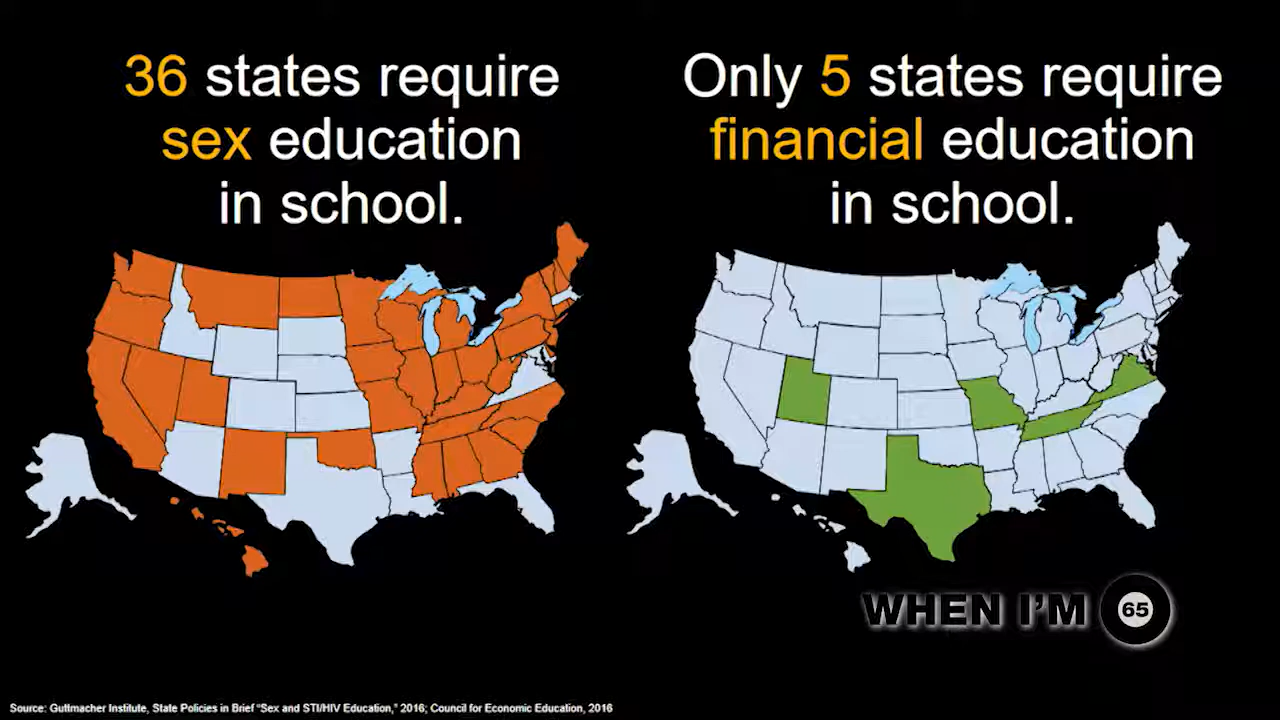 36 states require
sex education
in school.
Only 5 states require
financial education
in school.
WHEN I'M 65
Source: Guttmacher Institute, State Policies in Brief "Sex and STI/HIV Education," 2016; Council for Economic Education, 2016